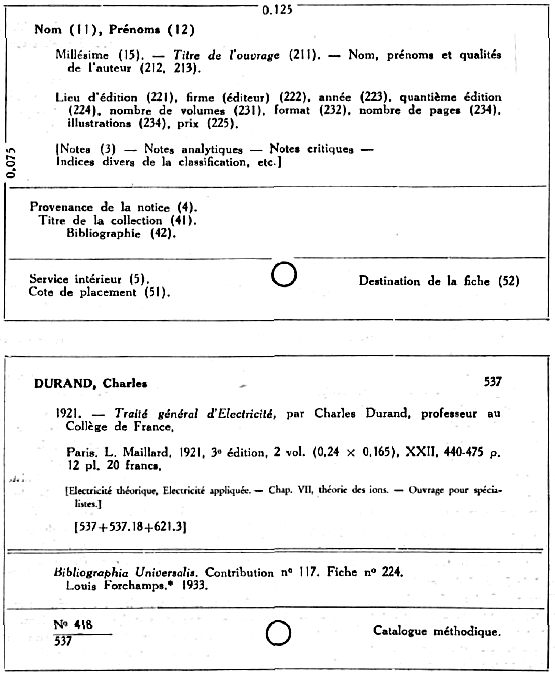 0.125
Nom (11), Prénoms (12)
Millésime (15). — Titre de l'ouvrage (211). — Nom, prénoms et qualités
de l'auteur (212, 213).
Lieu d'édition (221), firme (éditeur) (222), année (223), quantième édition
(224), nombre de volumes (231), format (232), nombre de pages (234),
illustrations (234), prix (225).
[Notes (3) — Notes analytiques — Notes critiques —
Indices divers de la classification, etc.]
0.075
Provenance de la notice (4).
Titre de la collection (41).
Bibliographie (42).
Service intérieur (5).
Cote de placement (51).
Destination de la fiche (52)
DURAND, Charles 537
1921. — Traité général d'Electricité, par Charles Durand, professeur au
Collège de France.
Paris. L. Maillard, 1921, 3e édition, 2 vol. (0,24 × 0,165), XXII, 440-475 p.
12 pl. 20 francs.
[Electricité théorique, Electricité appliquée. — Chap. VII, théorie des ions. — Ouvrage pour spécia-
listes.]
[537+537.18+621.3]
Bibliographia Universalis. Contribution no 117. Fiche no 224.
Louis Forchamps.* 1933.
No 418
537
Catalogue méthodique.